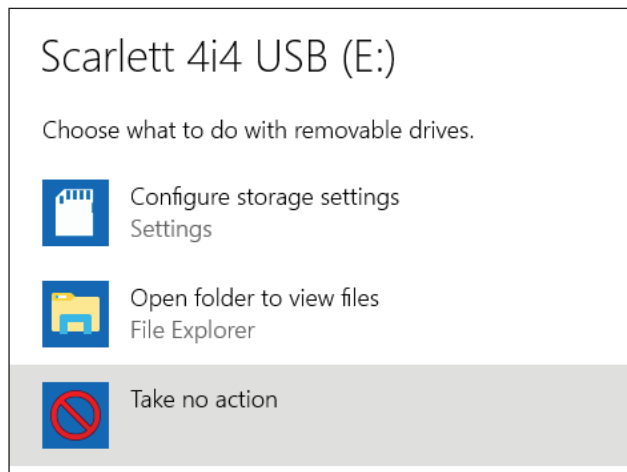 Scarlett 4i4 USB (E:)
Choose what to do with removable drives.
Configure storage settings
Settings
Open folder to view files
File Explorer
Take no action